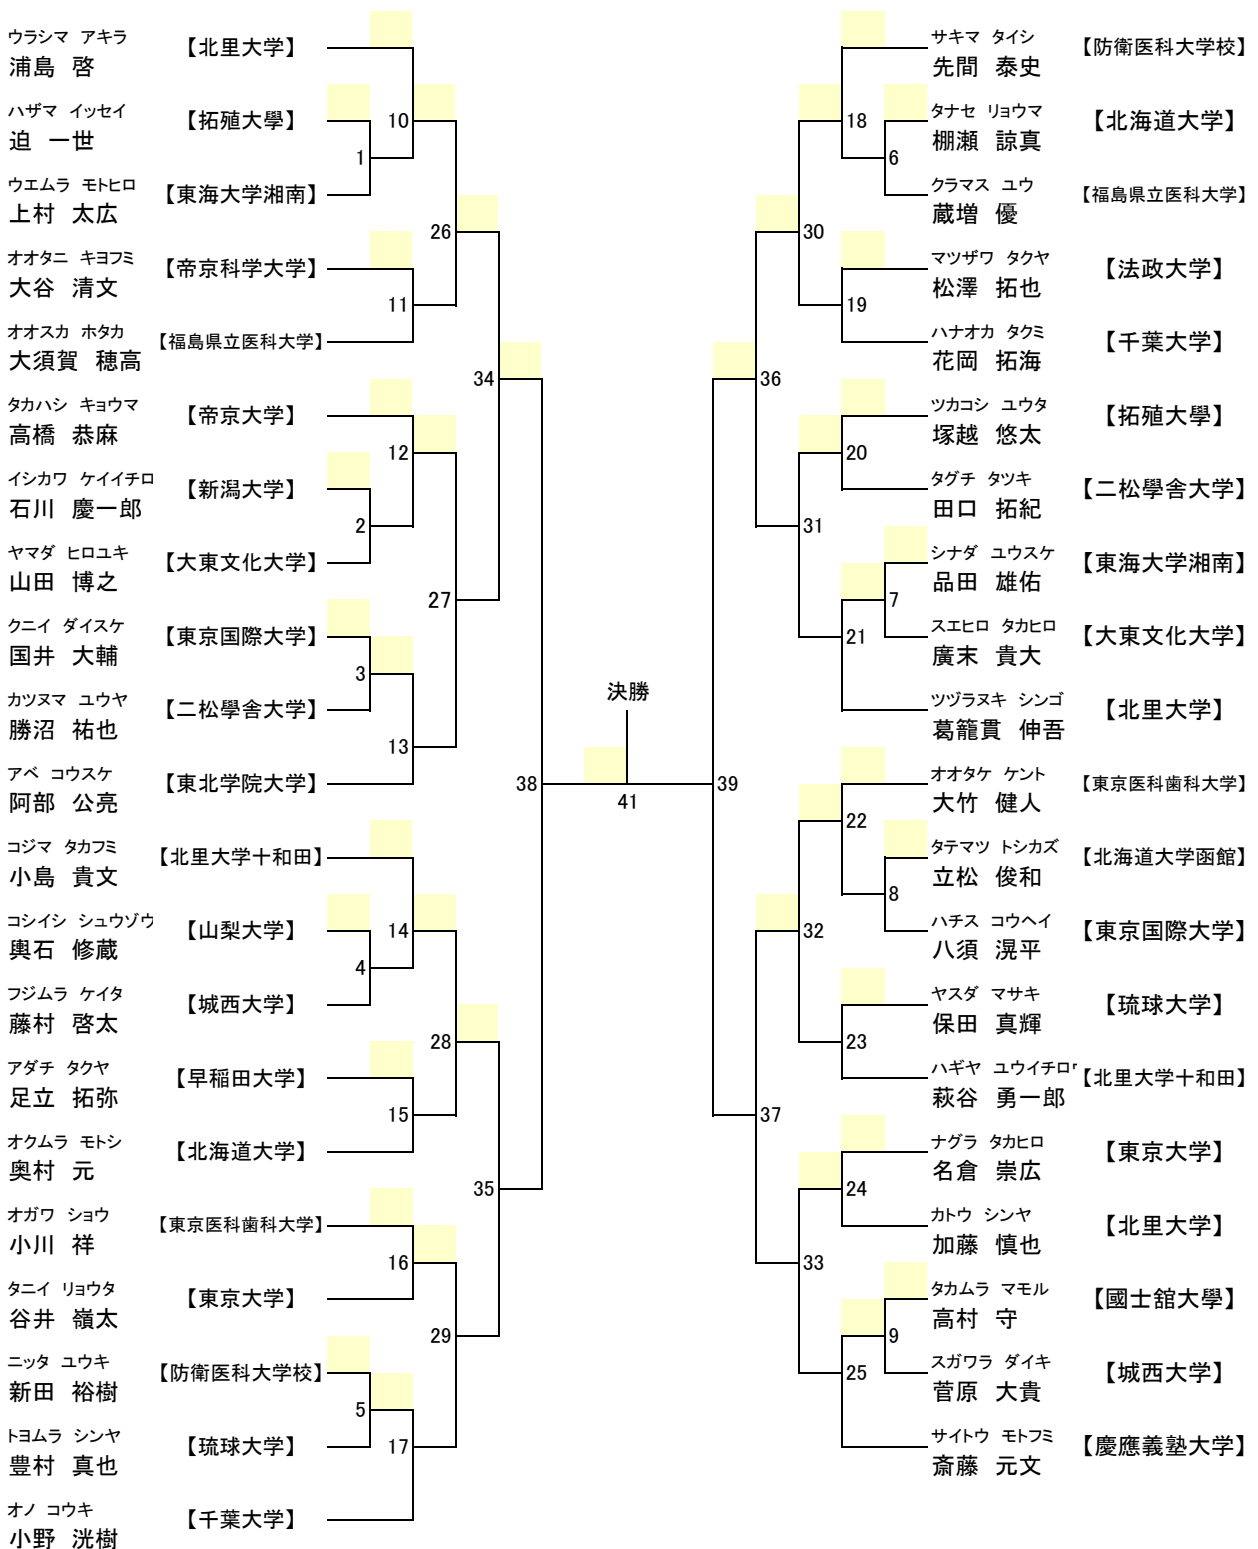 ウラシマ アキラ
浦島 啓
【北里大学】
ハザマ イッセイ
迫 一世
【拓殖大學】
ウエムラ モトヒロ
上村 太広
【東海大学湘南】
オオタニ キヨフミ
大谷 清文
【帝京科学大学】
オオスカ ホタカ
大須賀 穂高
【福島県立医科大学】
タカハシ キョウマ
高橋 恭麻
【帝京大学】
イシカワ ケイイチロ
石川 慶一郎
【新潟大学】
ヤマダ ヒロユキ
山田 博之
【大東文化大学】
クニイ ダイスケ
国井 大輔
【東京国際大学】
カツヌマ ユウヤ
勝沼 祐也
【二松學舎大学】
アベ コウスケ
阿部 公亮
【東北学院大学】
コジマ タカフミ
小島 貴文
【北里大学十和田】
コシイシ シュウゾウ
輿石 修蔵
【山梨大学】
フジムラ ケイタ
藤村 啓太
【城西大学】
アダチ タクヤ
足立 拓弥
【早稲田大学】
オクムラ モトシ
奥村 元
【北海道大学】
オガワ ショウ
小川 祥
【東京医科歯科大学】
タニイ リョウタ
谷井 嶺太
【東京大学】
ニッタ ユウキ
新田 裕樹
【防衛医科大学校】
トヨムラ シンヤ
豊村 真也
【琉球大学】
オノ コウキ
小野 洸樹
【千葉大学】
1
2
3
4
5
10
11
12
13
14
15
16
17
26
27
28
29
34
35
38
決勝
41
39
36
37
30
31
32
33
18
19
20
21
22
23
24
25
6
7
8
9
サキマ タイシ
先間 泰史
【防衛医科大学校】
タナセ リョウマ
棚瀬 諒真
【北海道大学】
クラマス ユウ
蔵増 優
【福島県立医科大学】
マツザワ タクヤ
松澤 拓也
【法政大学】
ハナオカ タクミ
花岡 拓海
【千葉大学】
ツカコシ ユウタ
塚越 悠太
【拓殖大學】
タグチ タツキ
田口 拓紀
【二松學舎大学】
シナダ ユウスケ
品田 雄佑
【東海大学湘南】
スエヒロ タカヒロ
廣末 貴大
【大東文化大学】
ツヅラヌキ シンゴ
葛籠貫 伸吾
【北里大学】
オオタケ ケント
大竹 健人
【東京医科歯科大学】
タテマツ トシカズ
立松 俊和
【北海道大学函館】
ハチス コウヘイ
八須 滉平
【東京国際大学】
ヤスダ マサキ
保田 真輝
【琉球大学】
ハギヤ ユウイチロ
萩谷 勇一郎
【北里大学十和田】
ナグラ タカヒロ
名倉 崇広
【東京大学】
カトウ シンヤ
加藤 慎也
【北里大学】
タカムラ マモル
高村 守
【國士舘大學】
スガワラ ダイキ
菅原 大貴
【城西大学】
サイトウ モトフミ
斎藤 元文
【慶應義塾大学】